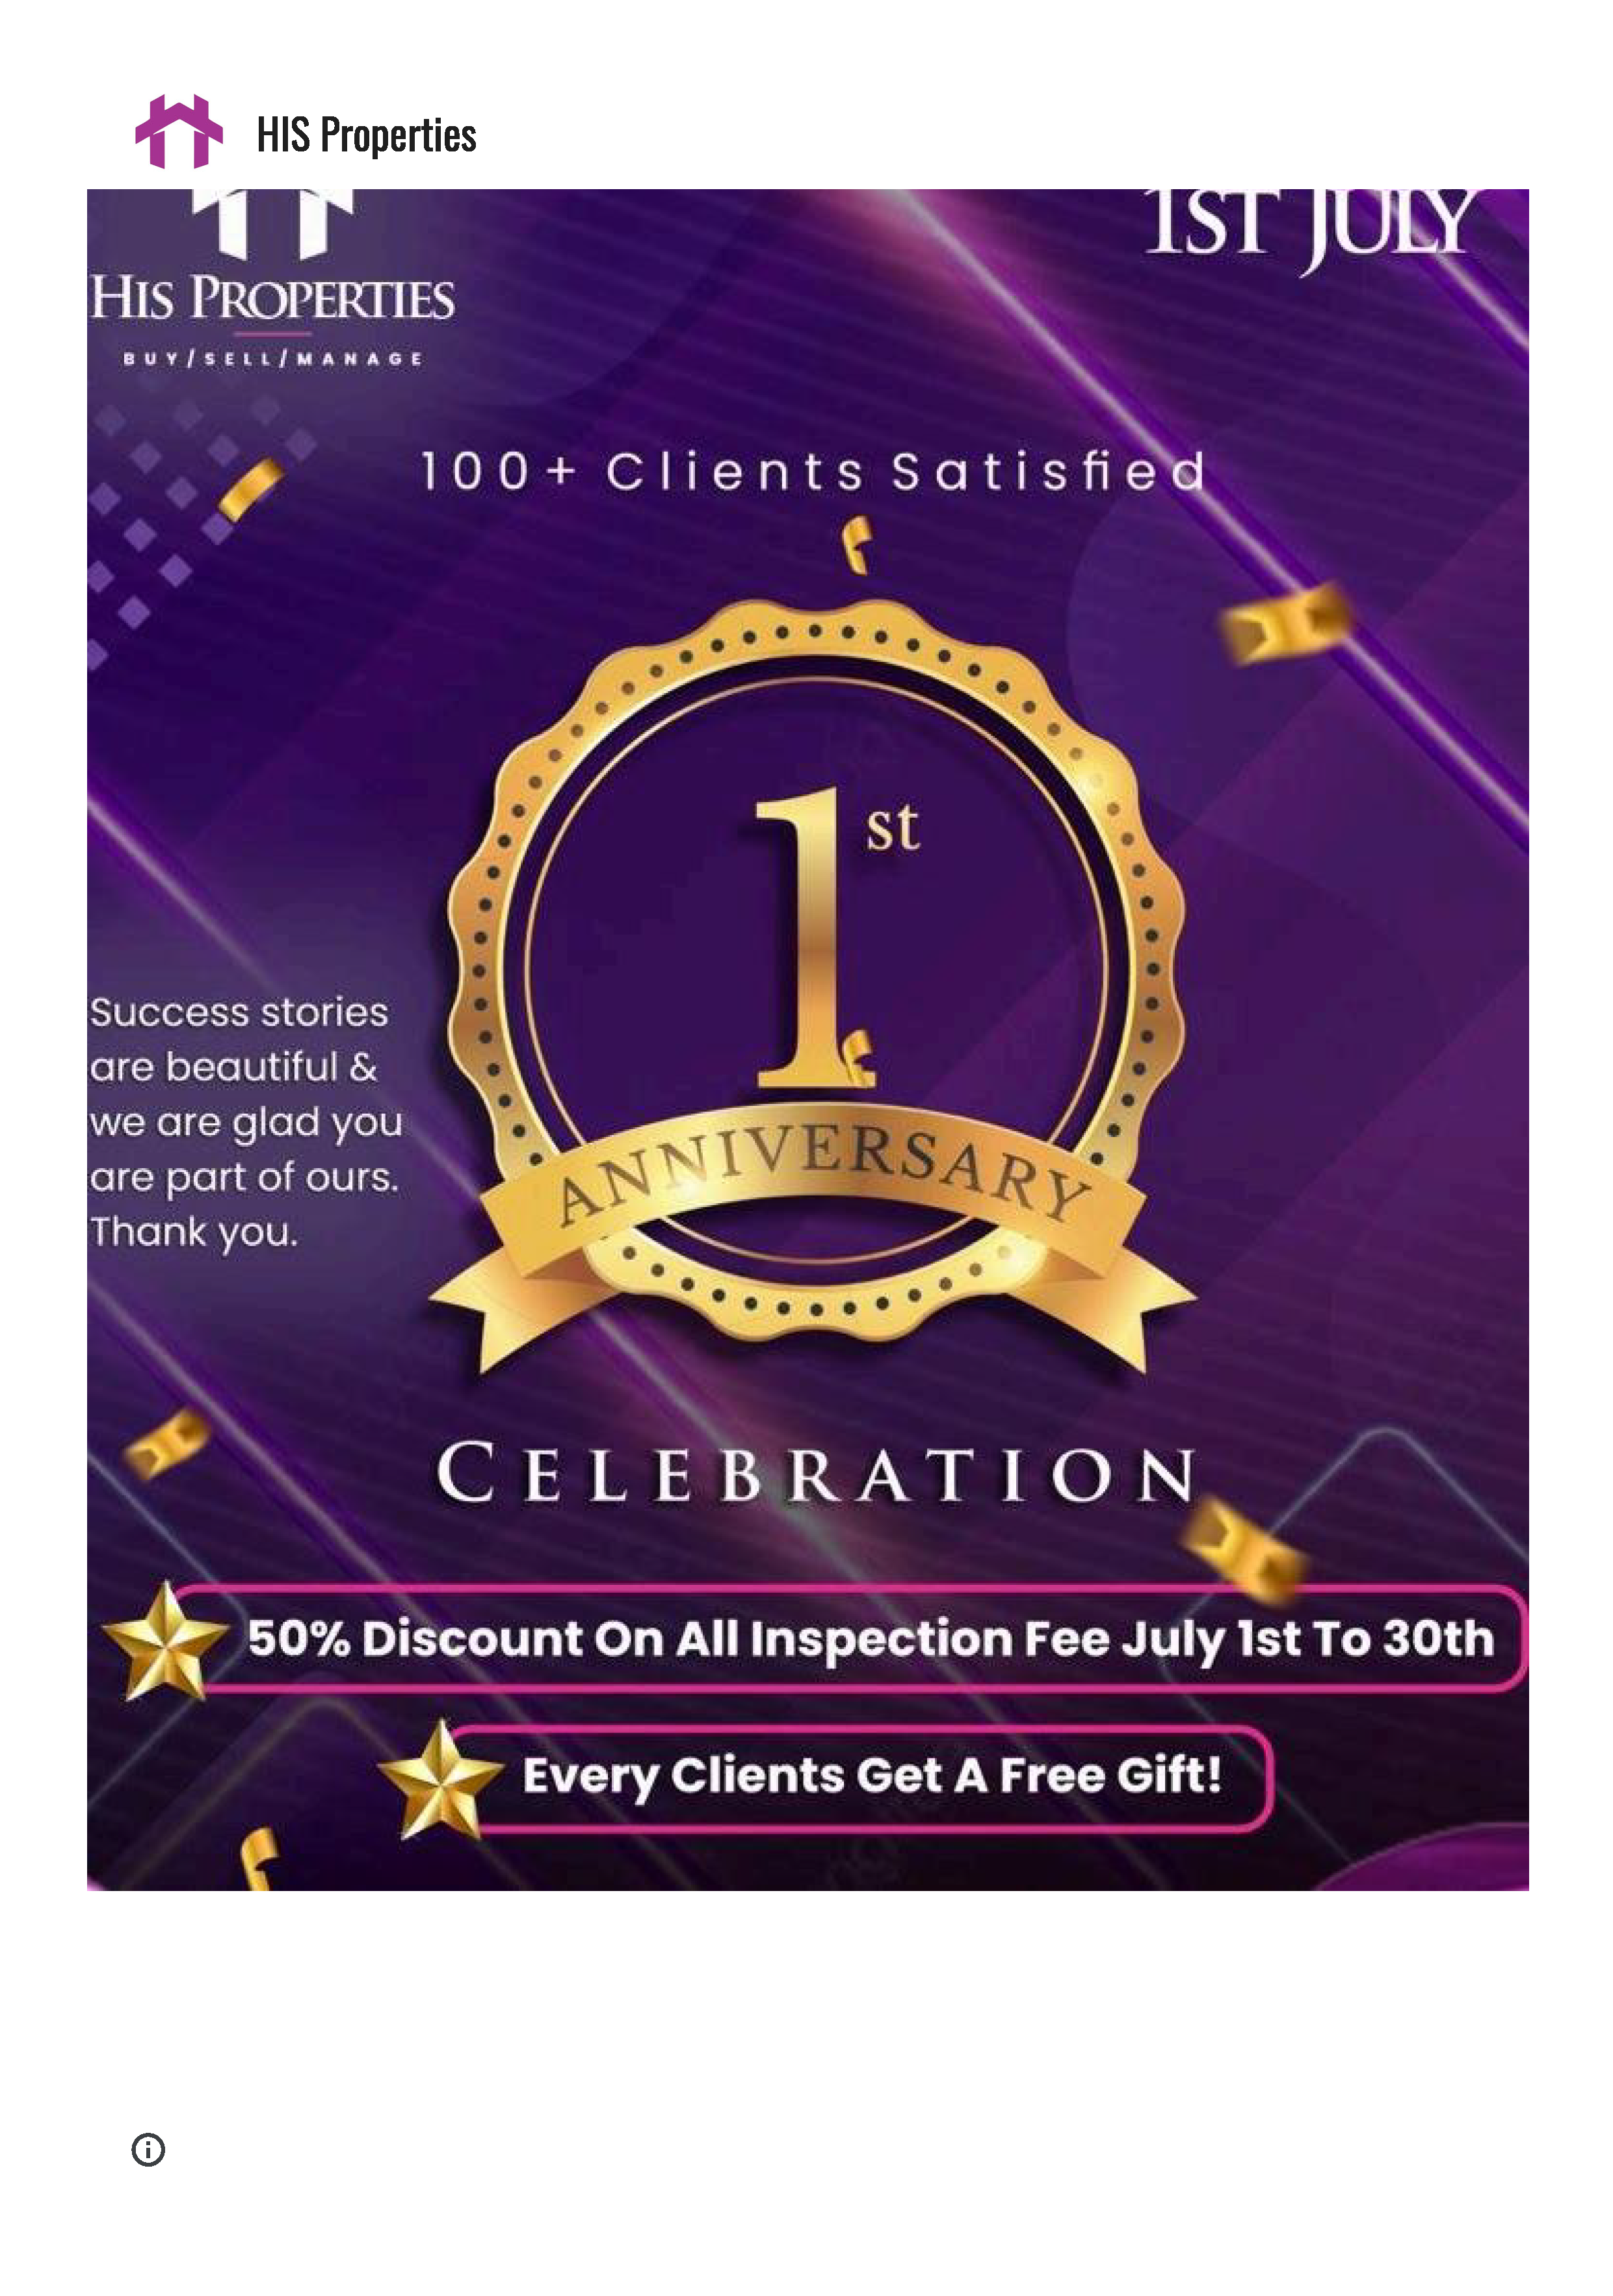 HIS Properties
1ST JULY
HIS PROPERTIES
BUY/SELL/MANAGE
100+ Clients Satisfied
1st
ANNIVERSARY
Success stories
are beautiful &
we are glad you
are part of ours.
Thank you.
CELEBRATION
50% Discount On All Inspection Fee July 1st To 30th
Every Clients Get A Free Gift!